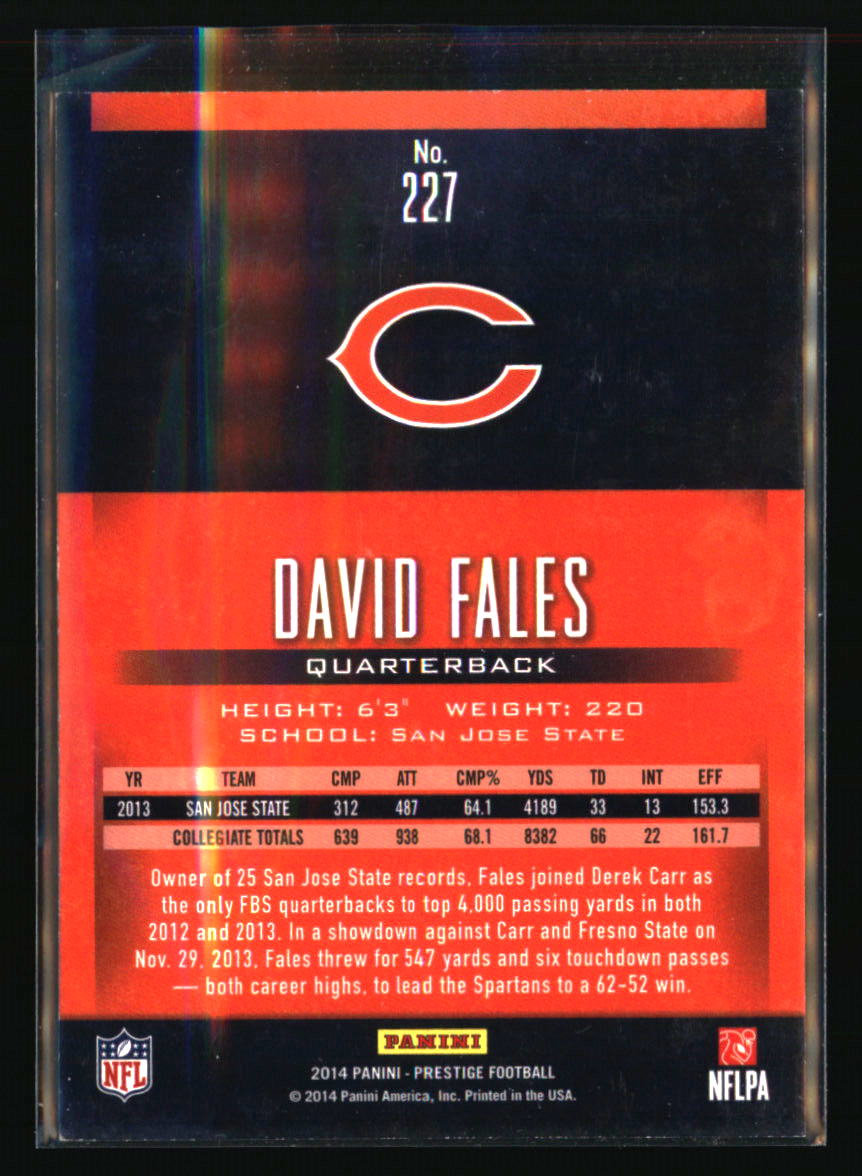 No.
227
DAVID FALES
QUARTERBACK
HEIGHT: 6'3" WEIGHT: 220
SCHOOL: SAN JOSE STATE
YR TEAM CMP ATT CMP% YDS TD INT EFF
2013 SAN JOSE STATE 312 487 64.1 4189 33 13 153.3
COLLEGIATE TOTALS 639 938 68.1 8382 66 22 161.7
Owner of 25 San Jose State records, Fales joined Derek Carr as
the only FBS quarterbacks to top 4,000 passing yards in both
2012 and 2013. In a showdown against Carr and Fresno State on
Nov. 29, 2013, Fales threw for 547 yards and six touchdown passes
— both career highs, to lead the Spartans to a 62-52 win.
NFL
PANINI
2014 PANINI - PRESTIGE FOOTBALL
© 2014 Panini America, Inc. Printed in the USA.
NFLPA